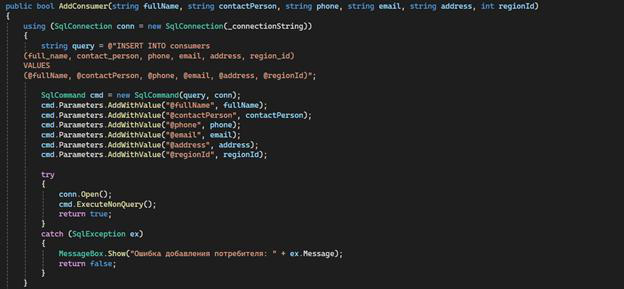 public bool AddConsumer(string fullName, string contactPerson, string phone, string email, string address, int regionId)
{
using (SqlConnection conn = new SqlConnection(_connectionString))
{
string query = @"INSERT INTO consumers
(full_name, contact_person, phone, email, address, region_id)
VALUES
(@fullName, @contactPerson, @phone, @email, @address, @regionId)";
SqlCommand cmd = new SqlCommand(query, conn);
cmd.Parameters.AddWithValue("@fullName", fullName);
cmd.Parameters.AddWithValue("@contactPerson", contactPerson);
cmd.Parameters.AddWithValue("@phone", phone);
cmd.Parameters.AddWithValue("@email", email);
cmd.Parameters.AddWithValue("@address", address);
cmd.Parameters.AddWithValue("@regionId", regionId);
try
{
conn.Open();
cmd.ExecuteNonQuery();
return true;
}
catch (SqlException ex)
{
MessageBox.Show("Ошибка добавления потребителя: " + ex.Message);
return false;
}
}